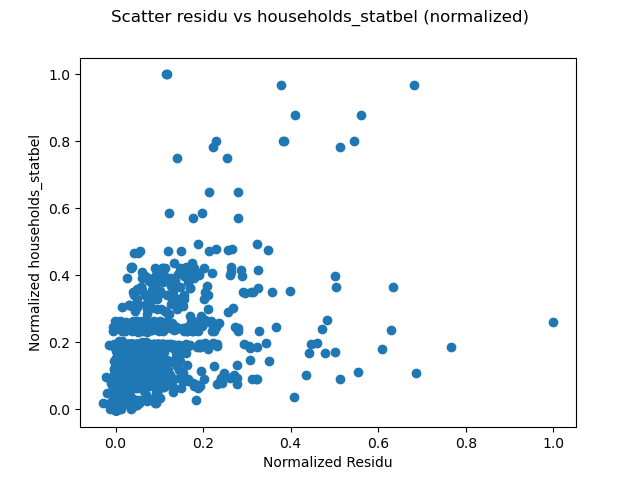 Scatter residu vs households_statbel (normalized)
Normalized households_statbel
1.0
0.8
0.6
0.4
0.2
0.0
0.0 0.2 0.4 0.6 0.8 1.0
Normalized Residu